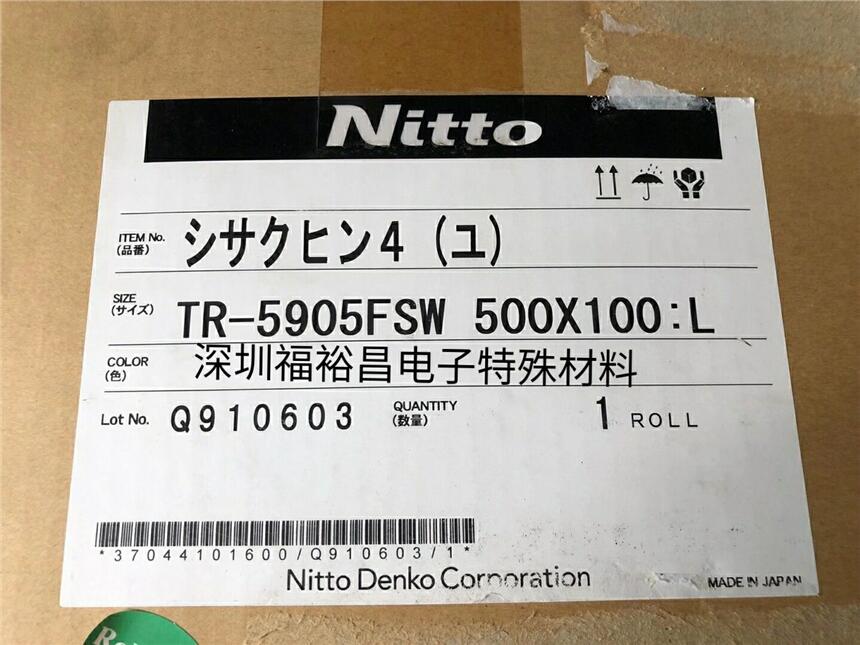 Nitto
ITEM No.
(品番)
シサクヒン4 (ユ)
SIZE
(サイズ)
TR-5905FSW 500X100:L
COLOR
(色)
深圳福裕昌电子特殊材料
Lot No. Q910603
QUANTITY
(数量)
1 ROLL
*37044101600/Q910603/1*
Nitto Denko Corporation
MADE IN JAPAN